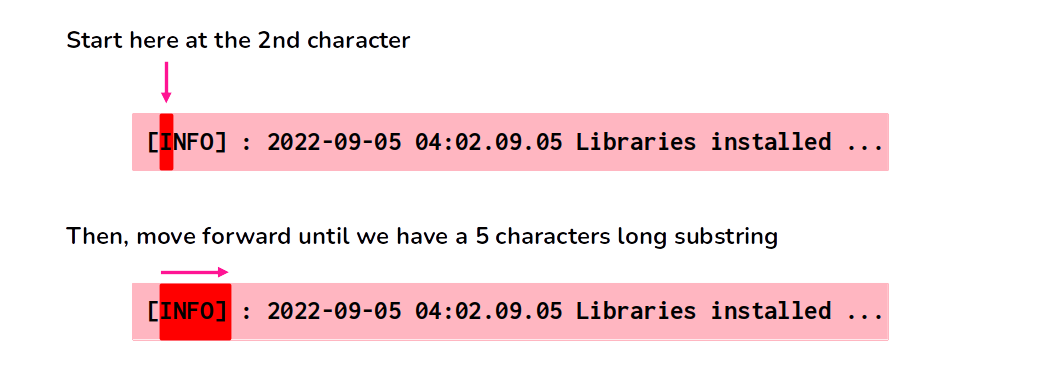 Start here at the 2nd character
[INFO] : 2022-09-05 04:02.09.05 Libraries installed ...
Then, move forward until we have a 5 characters long substring
[INFO] : 2022-09-05 04:02.09.05 Libraries installed ...